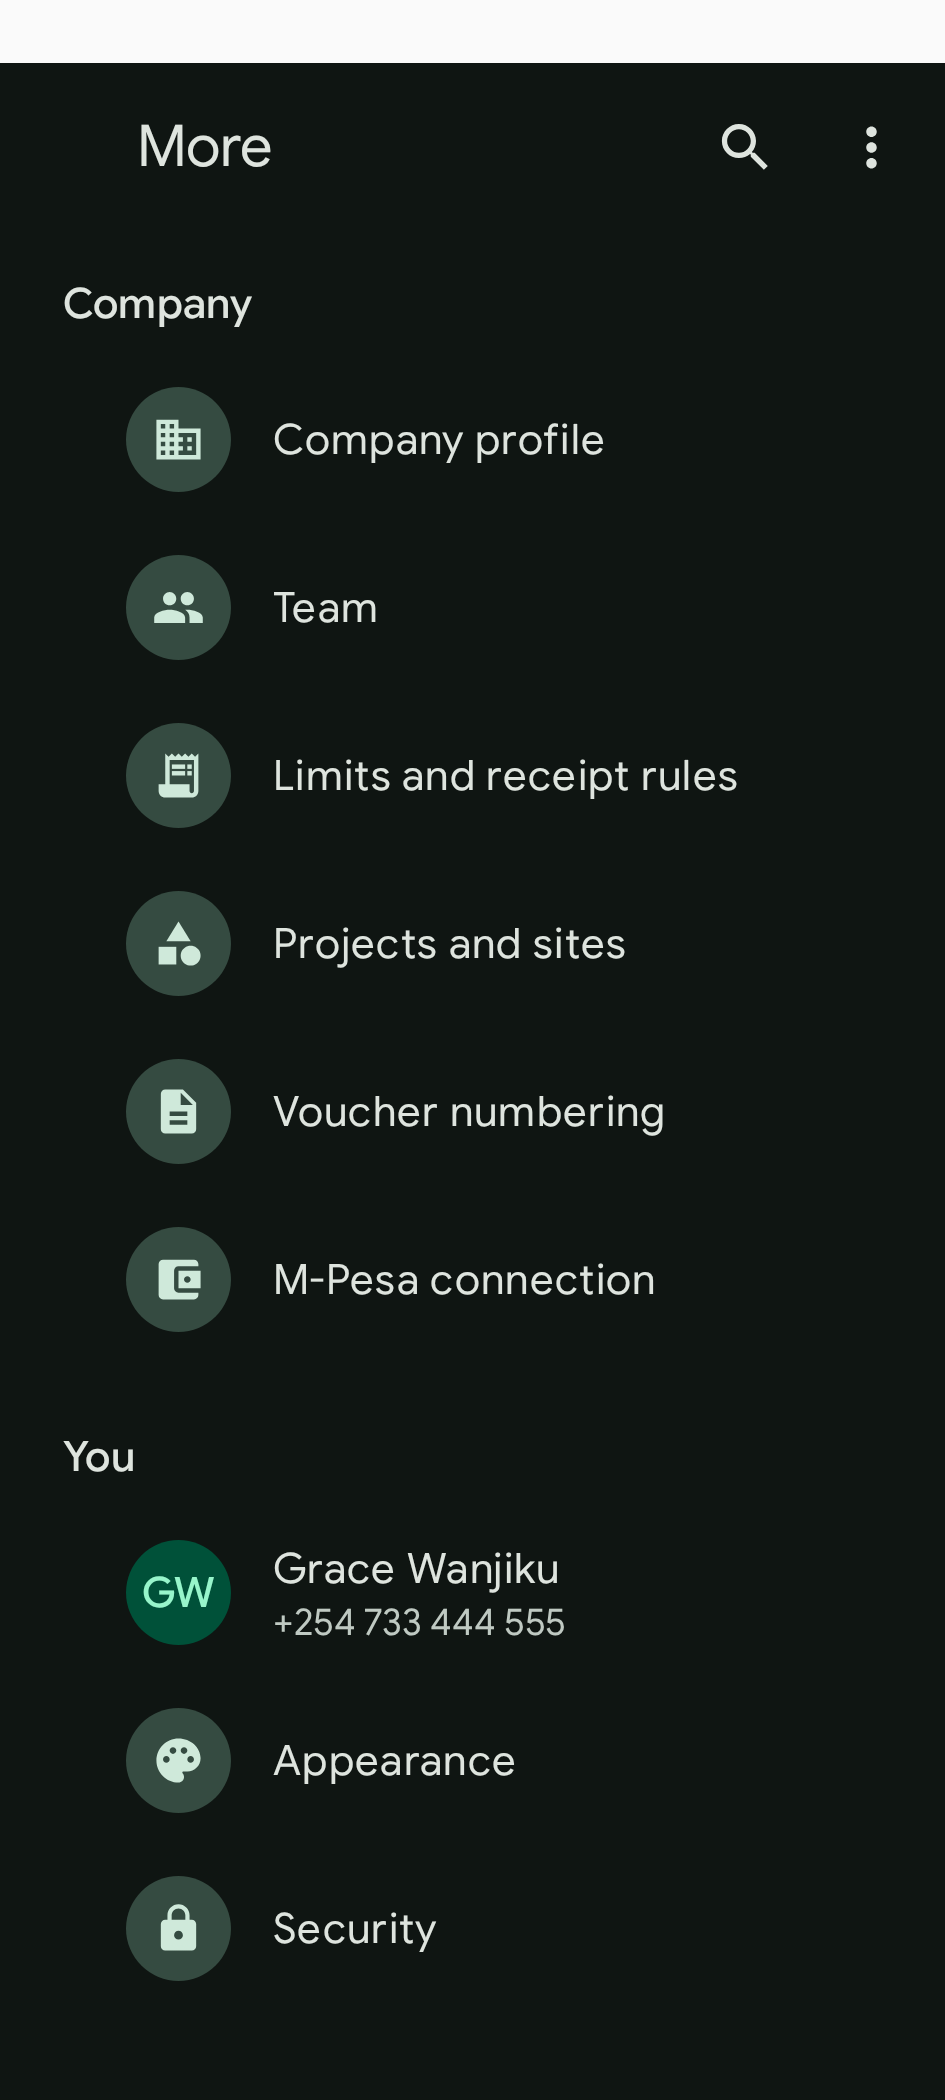 More
Company
Company profile
Team
Limits and receipt rules
Projects and sites
Voucher numbering
M-Pesa connection
You
GW
Grace Wanjiku
+254 733 444 555
Appearance
Security